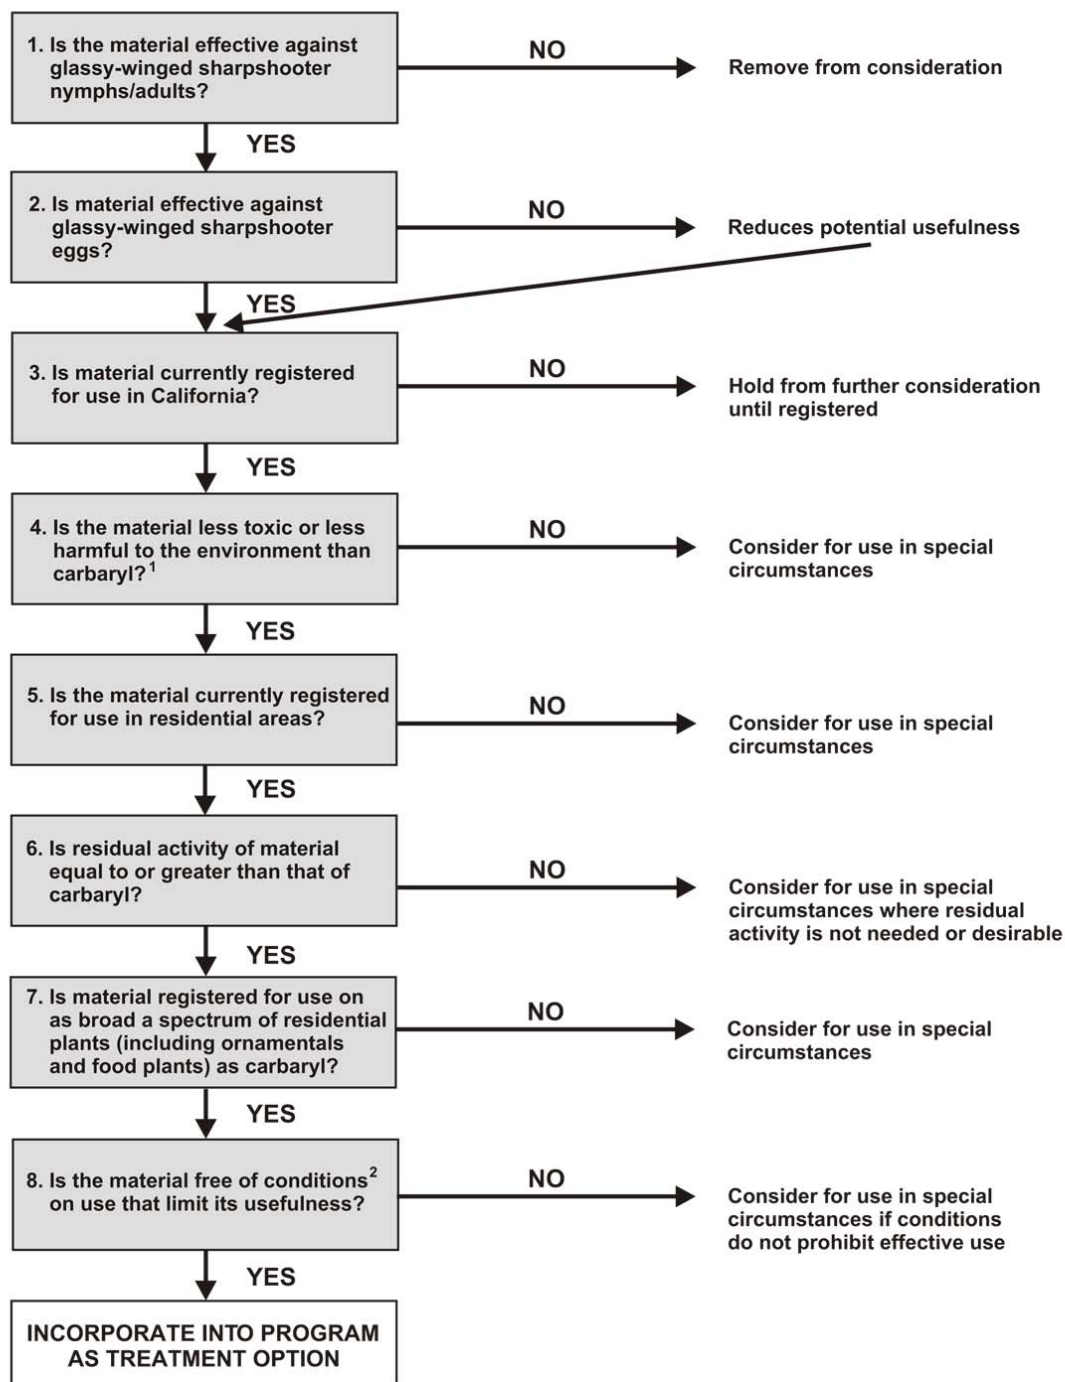 1. Is the material effective against
glassy-winged sharpshooter
nymphs/adults?
NO
Remove from consideration
YES
2. Is material effective against
glassy-winged sharpshooter
eggs?
NO
Reduces potential usefulness
YES
3. Is material currently registered
for use in California?
NO
Hold from further consideration
until registered
YES
4. Is the material less toxic or less
harmful to the environment than
carbaryl?1
NO
Consider for use in special
circumstances
YES
5. Is the material currently registered
for use in residential areas?
NO
Consider for use in special
circumstances
YES
6. Is residual activity of material
equal to or greater than that of
carbaryl?
NO
Consider for use in special
circumstances where residual
activity is not needed or desirable
YES
7. Is material registered for use on
as broad a spectrum of residential
plants (including ornamentals
and food plants) as carbaryl?
NO
Consider for use in special
circumstances
YES
8. Is the material free of conditions2
on use that limit its usefulness?
NO
Consider for use in special
circumstances if conditions
do not prohibit effective use
YES
INCORPORATE INTO PROGRAM
AS TREATMENT OPTION